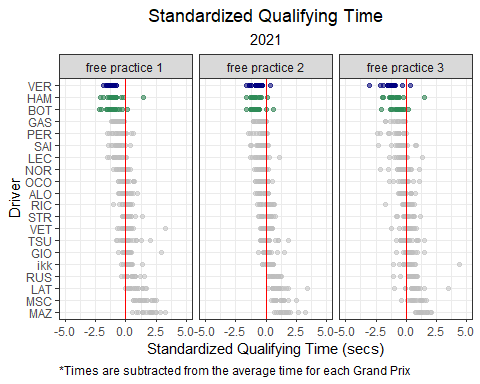 Standardized Qualifying Time
2021
free practice 1 free practice 2 free practice 3
Driver
VER
HAM
BOT
GAS
PER
SAI
LEC
NOR
OCO
ALO
RIC
STR
VET
TSU
GIO
ikk
RUS
LAT
MSC
MAZ
-5.0 -2.5 0.0 2.5 5.0 -5.0 -2.5 0.0 2.5 5.0 -5.0 -2.5 0.0 2.5 5.0
Standardized Qualifying Time (secs)
*Times are subtracted from the average time for each Grand Prix